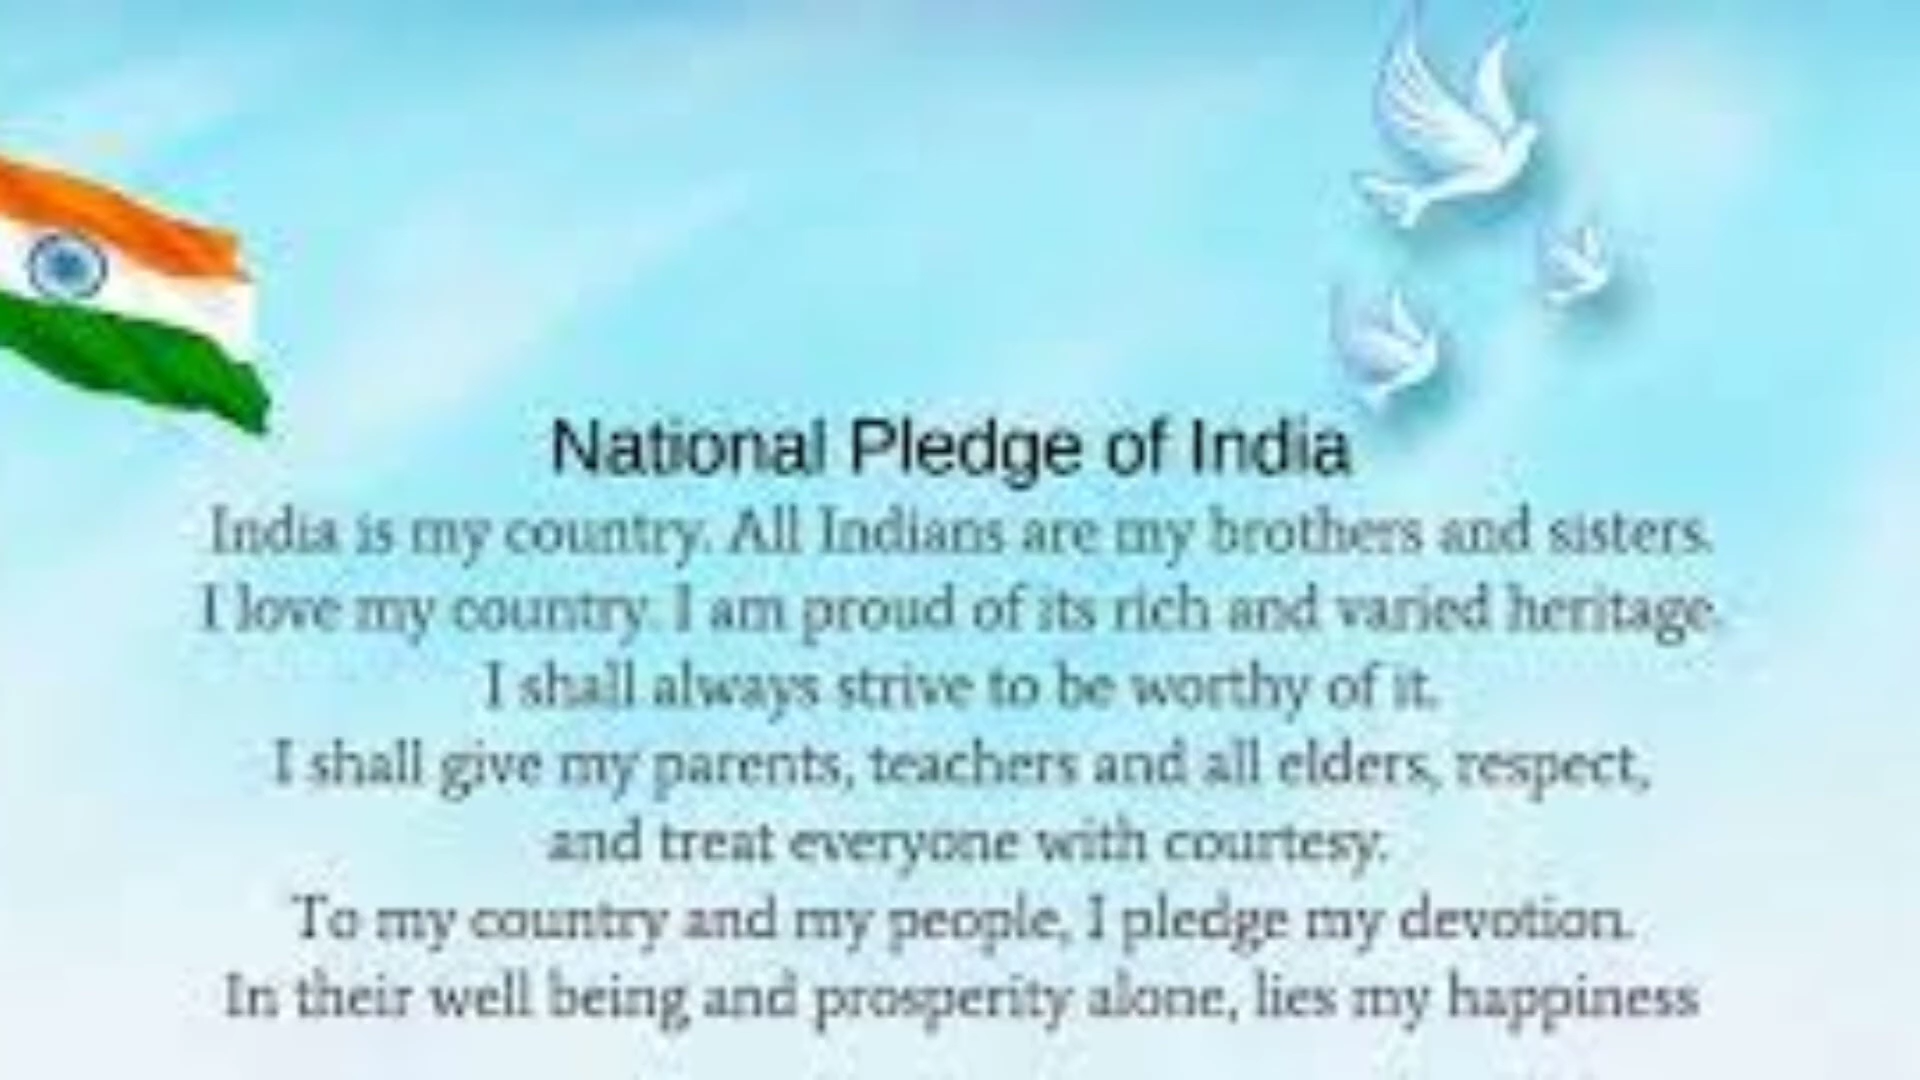 National Pledge of India
India is my country. All Indians are my brothers and sisters.
I love my country. I am proud of its rich and varied heritage.
I shall always strive to be worthy of it.
I shall give my parents, teachers and all elders, respect,
and treat everyone with courtesy.
To my country and my people, I pledge my devotion.
In their well being and prosperity alone, lies my happiness